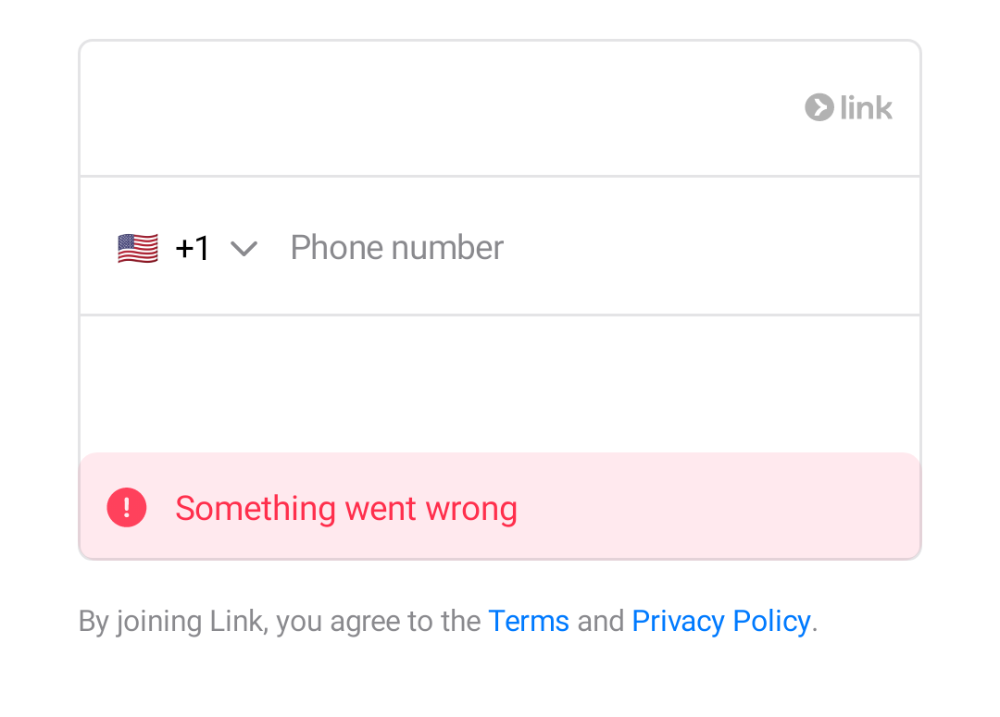 link
+1 Phone number
Something went wrong
By joining Link, you agree to the Terms and Privacy Policy.